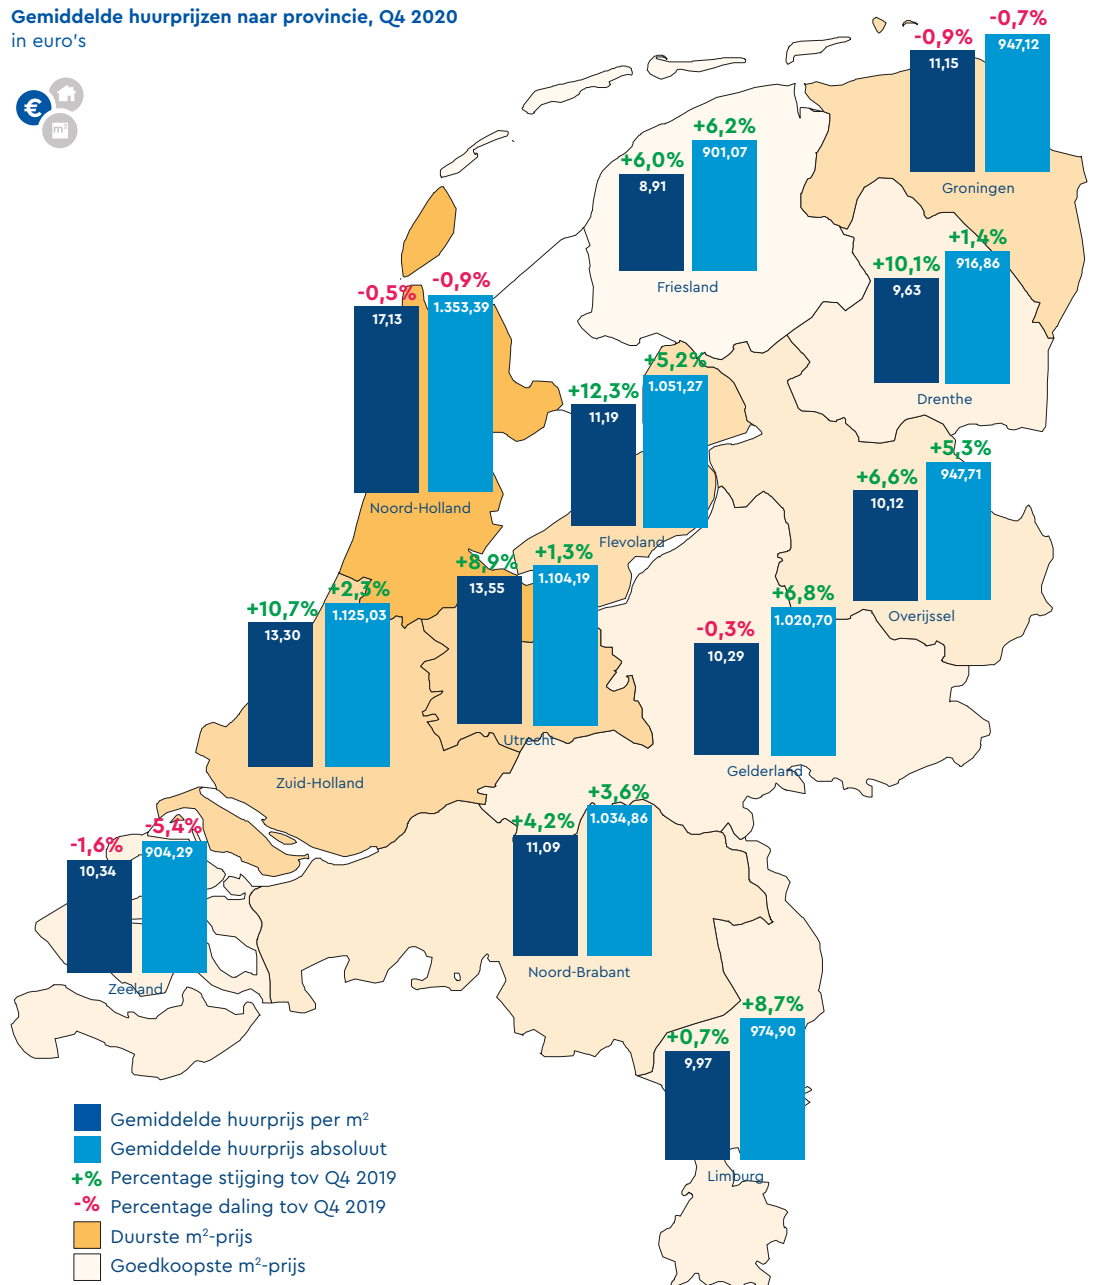 Gemiddelde huurprijzen naar provincie, Q4 2020
in euro's
€
m²
-0,9%
-0,7%
11,15
947,12
Groningen
+6,0%
+6,2%
8,91
901,07
Friesland
+10,1%
+1,4%
9,63
916,86
Drenthe
-0,5%
-0,9%
17,13
1.353,39
Noord-Holland
+12,3%
+5,2%
11,19
1.051,27
Flevoland
+6,6%
+5,3%
10,12
947,71
Overijssel
+8,9%
+1,3%
13,55
1.104,19
Utrecht
+10,7%
+2,3%
13,30
1.125,03
Zuid-Holland
-0,3%
+6,8%
10,29
1.020,70
Gelderland
-1,6%
-5,4%
10,34
904,29
Zeeland
+4,2%
+3,6%
11,09
1.034,86
Noord-Brabant
+0,7%
+8,7%
9,97
974,90
Limburg
Gemiddelde huurprijs per m²
Gemiddelde huurprijs absoluut
+% Percentage stijging tov Q4 2019
-% Percentage daling tov Q4 2019
Duurste m²-prijs
Goedkoopste m²-prijs